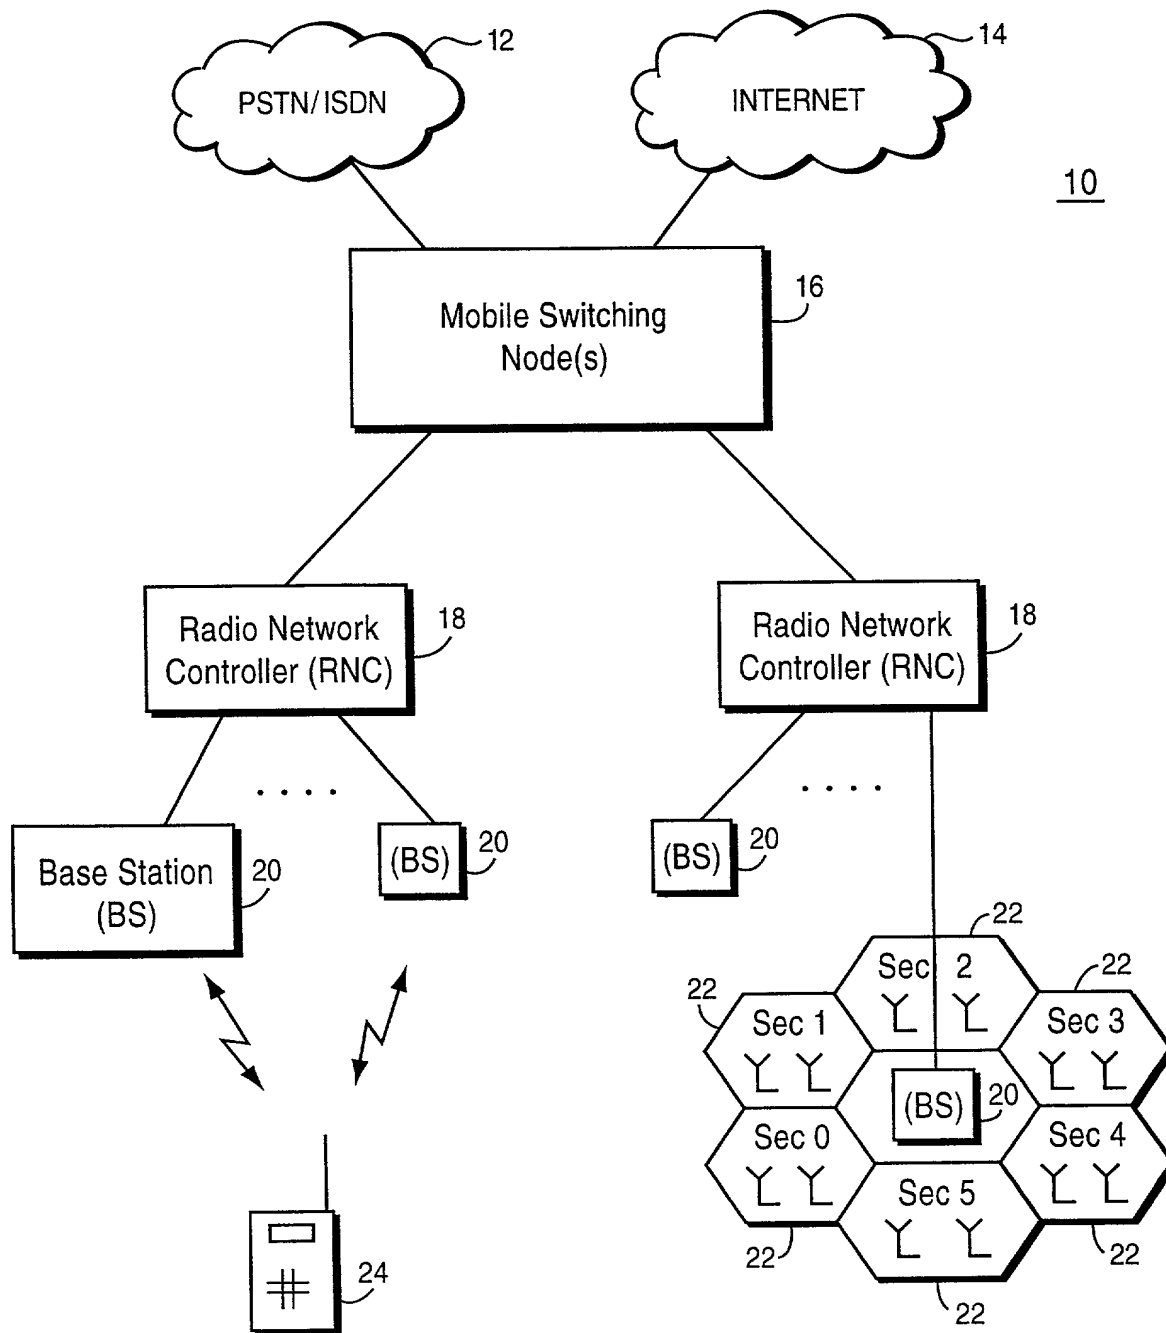 12
14
PSTN/ISDN
INTERNET
10
16
Mobile Switching
Node(s)
18
Radio Network
Controller (RNC)
18
Radio Network
Controller (RNC)
. . . .
. . . .
Base Station
(BS)
20
(BS)
20
(BS)
20
22
Sec 2
22
Sec 1
22
Sec 3
(BS)
20
Sec 0
Sec 4
Sec 5
22
22
22
24